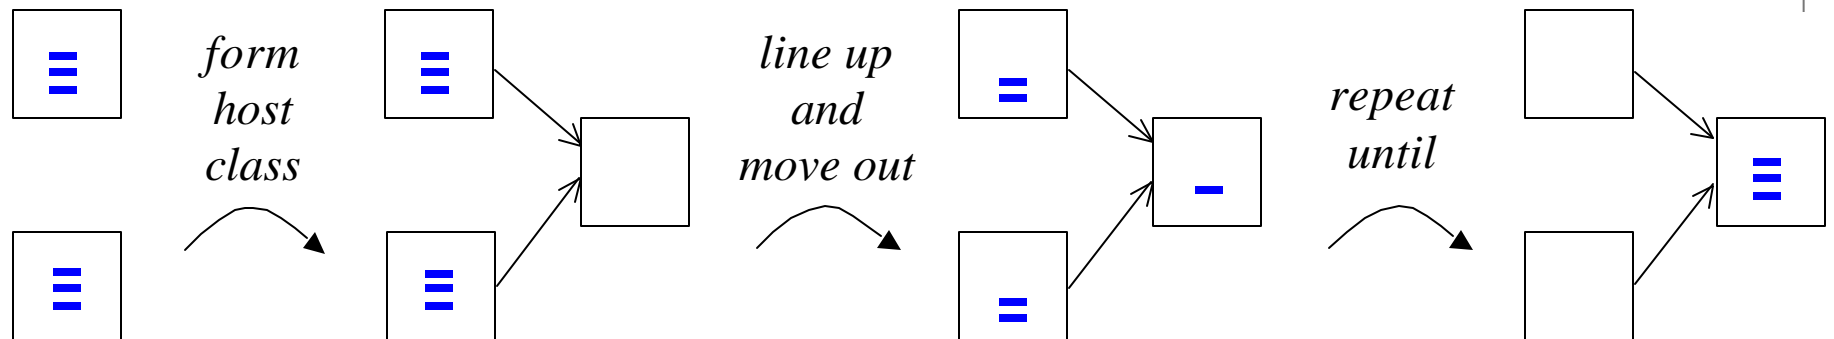 form
host
class
line up
and
move out
repeat
until